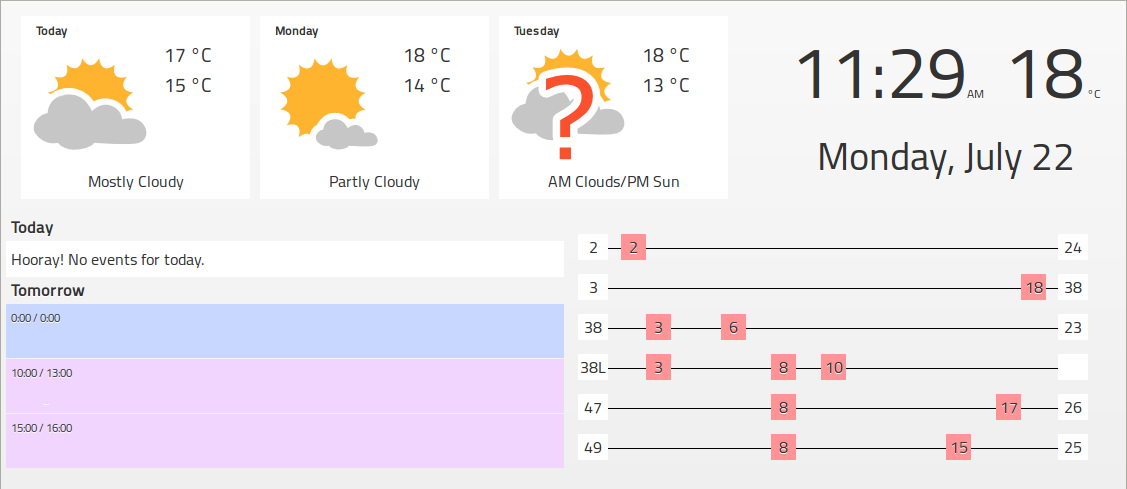 Today
17 °C
15 °C
Mostly Cloudy
Monday
18 °C
14 °C
Partly Cloudy
Tuesday
18 °C
13 °C
?
AM Clouds/PM Sun
11:29 AM 18 °C
Monday, July 22
Today
Hooray! No events for today.
Tomorrow
0:00 / 0:00
10:00 / 13:00
15:00 / 16:00
2 2 24
3 18 38
38 3 6 23
38L 3 8 10
47 8 17 26
49 8 15 25